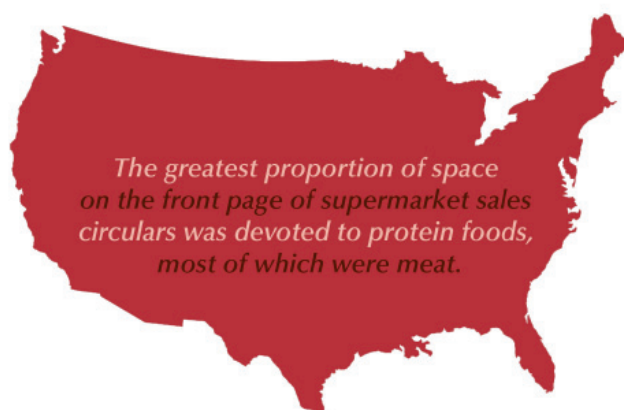 The greatest proportion of space
on the front page of supermarket sales
circulars was devoted to protein foods,
most of which were meat.